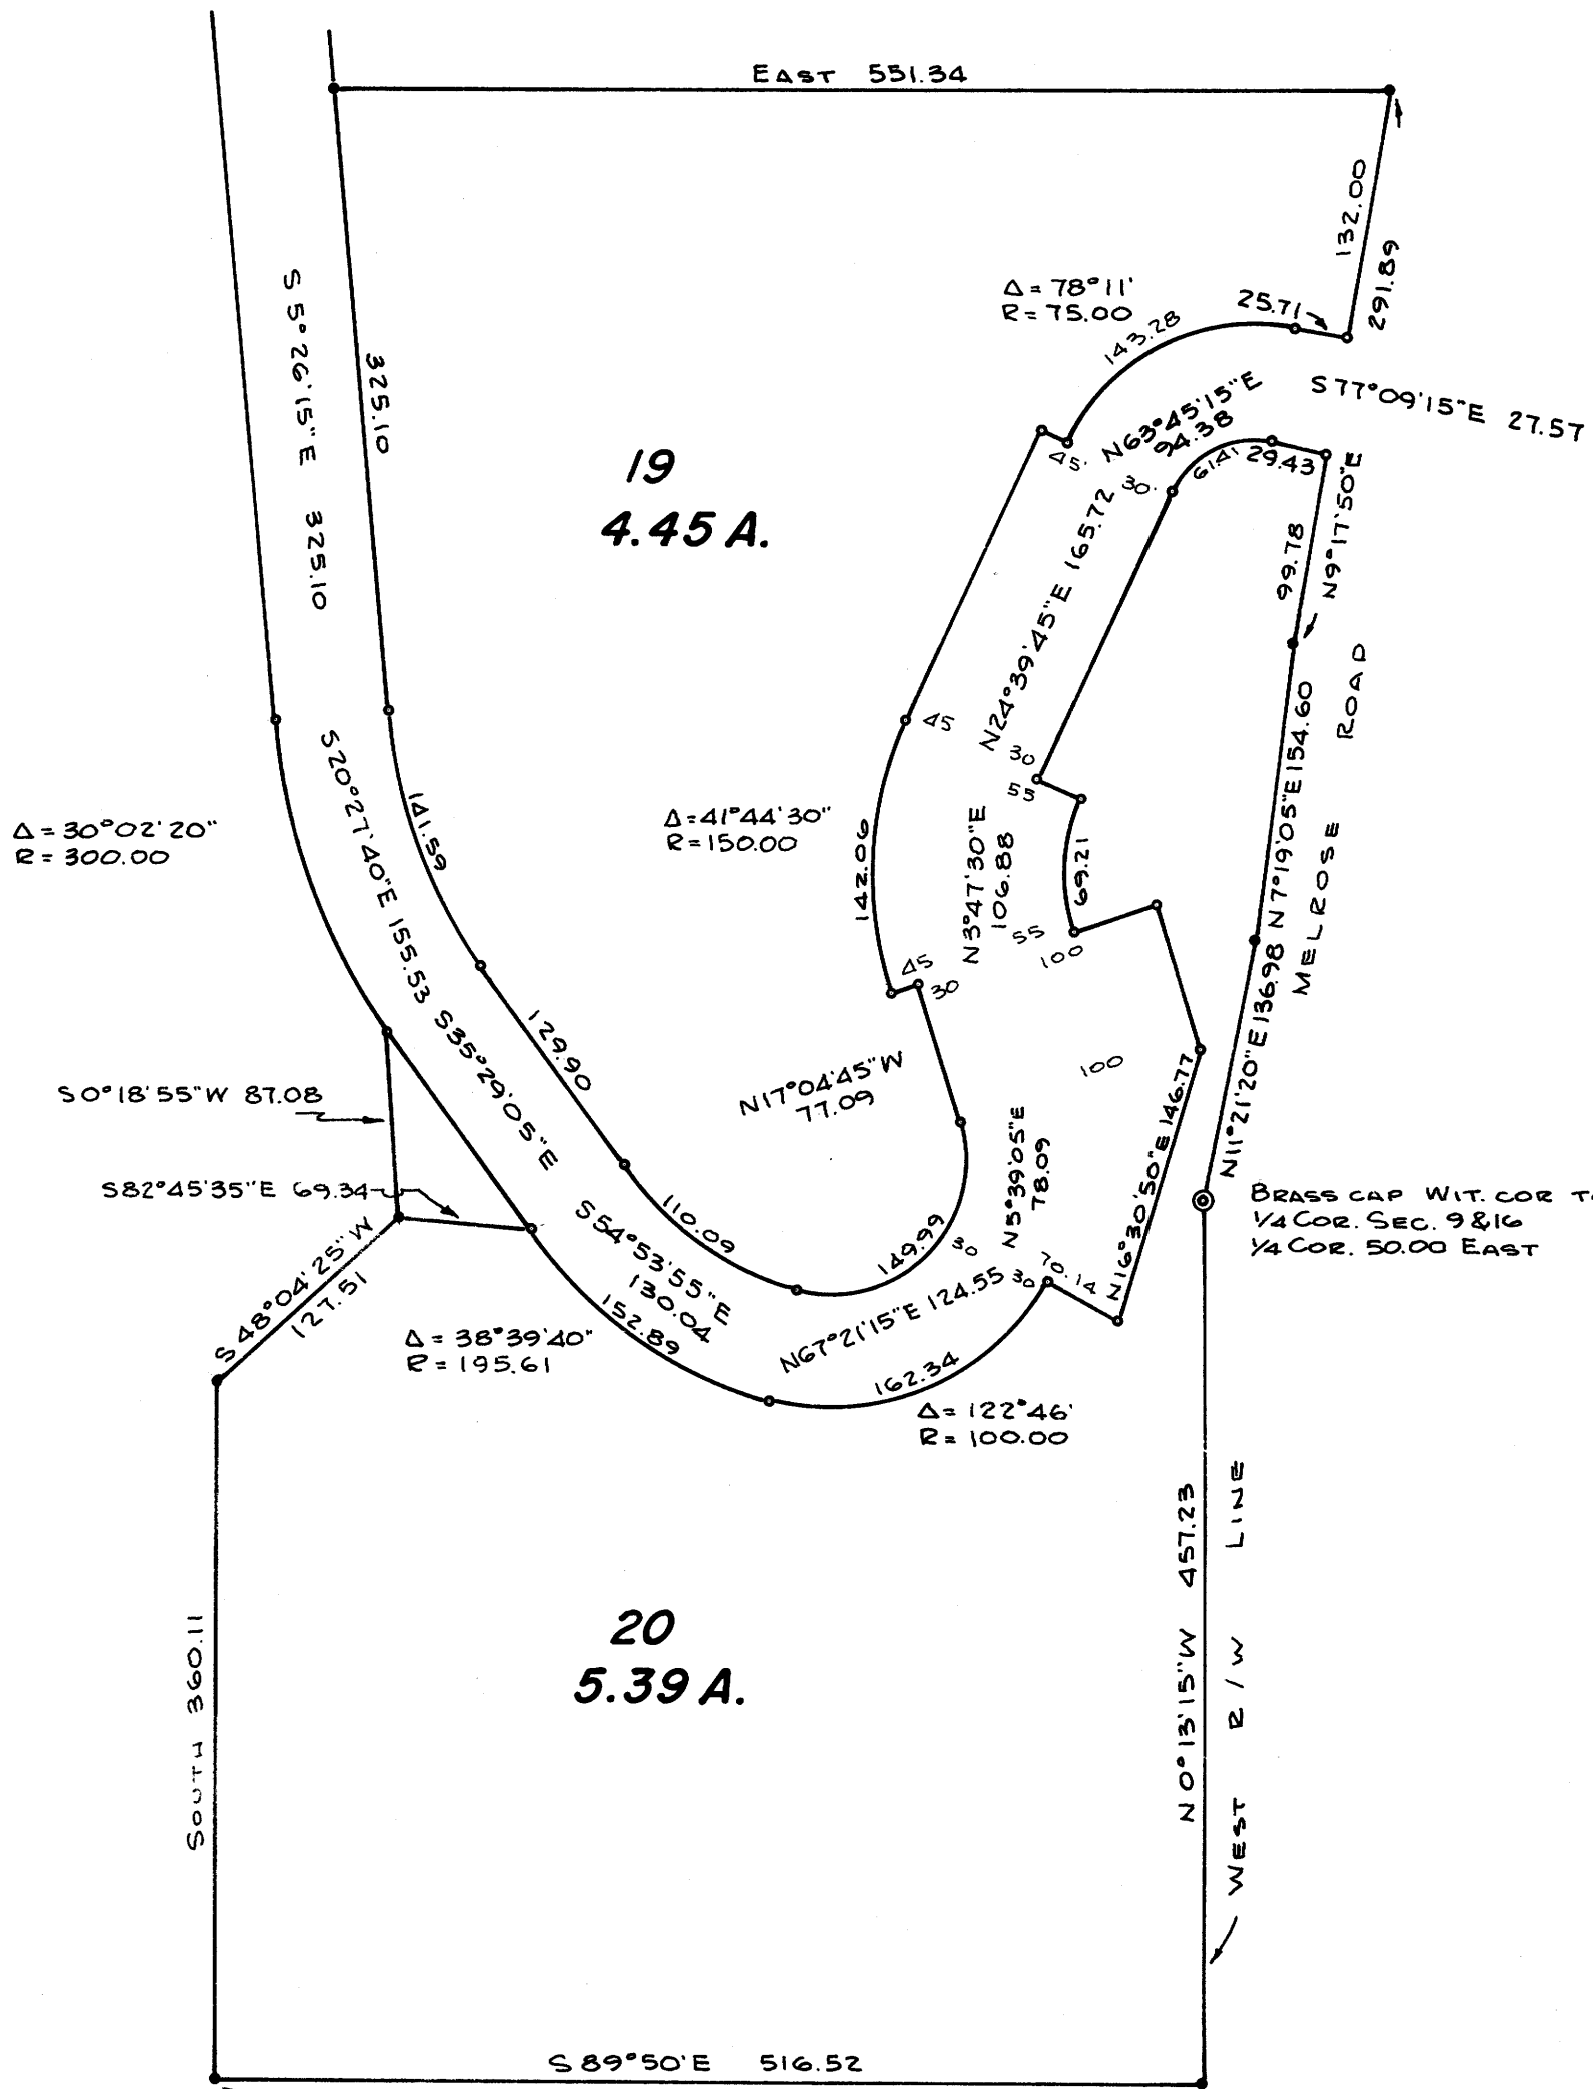 EAST 551.34
132.00
291.89
Δ = 78°11'
R = 75.00
25.71
143.28
S 77°09'15"E 27.57
N63°45'15"E
94.38
S 5°26'15"E 325.10
325.10
19
4.45 A.
45
30
61.41
29.43
N9°17'50"E
99.78
N24°39'45"E 165.72
45
30
55
MELROSE ROAD
N 7°19'05"E 154.60
Δ = 30°02'20"
R = 300.00
S20°27'40"E 155.53
141.59
Δ = 41°44'30"
R = 150.00
142.06
N3°47'30"E
106.88
69.21
55
100
45
30
N11°21'20"E 136.98
S35°29'05"E
129.90
100
S 0°18'55"W 87.08
N17°04'45"W
77.09
N5°39'05"E
78.09
N16°30'50"E 146.77
S82°45'35"E 69.34
BRASS CAP WIT. COR T
1/4 COR. SEC. 9 & 16
1/4 COR. 50.00 EAST
S 48°04'25"W
127.51
S 54°53'55"E
130.04
110.09
149.99
30
30
70.14
152.89
Δ = 38°39'40"
R = 195.61
N67°21'15"E 124.55
162.34
Δ = 122°46'
R = 100.00
SOUTH 360.11
20
5.39 A.
N 0°13'15"W 457.23
WEST R/W LINE
S 89°50'E 516.52